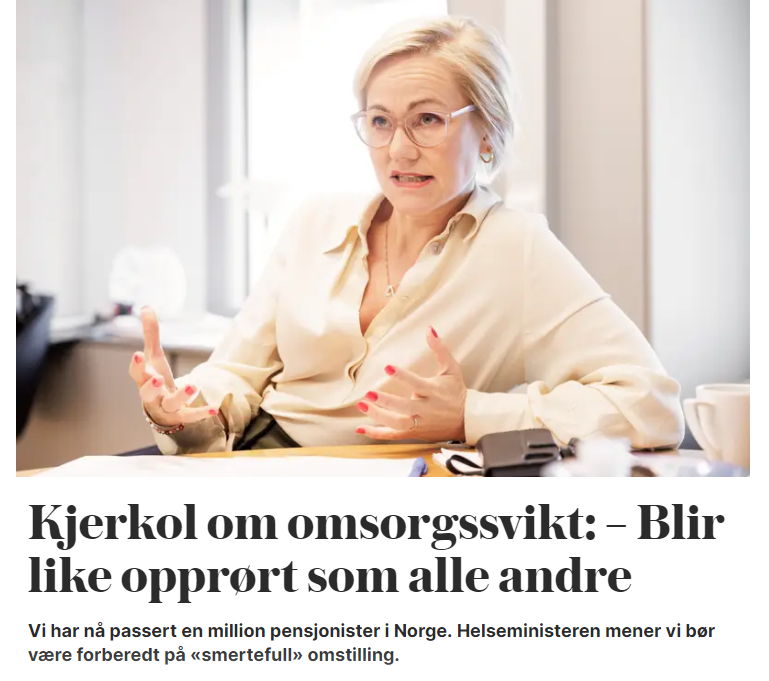 Kjerkol om omsorgssvikt: – Blir
like opprørt som alle andre
Vi har nå passert en million pensjonister i Norge. Helseministeren mener vi bør
være forberedt på «smertefull» omstilling.